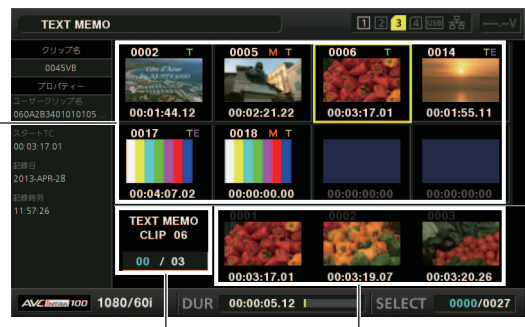 TEXT MEMO
1 2 3 4 USB --.-V
クリップ名
0045VB
プロパティー
ユーザークリップ名
060A2B3401010105
スタートTC
00:03:17.01
記録日
2013-APR-28
記録時刻
11:57:26
0002 T
00:01:44.12
0005 M T
00:02:21.22
0006 T
00:03:17.01
0014 TE
00:01:55.11
0017 TE
00:04:07.02
0018 M T
00:00:00.00
00:00:00.00
00:00:00.00
TEXT MEMO
CLIP 06
00 / 03
0001
00:03:17.01
0002
00:03:19.07
0003
00:03:20.26
AVC INTRA 100 1080/60i DUR 00:00:05.12 SELECT 0000/0027